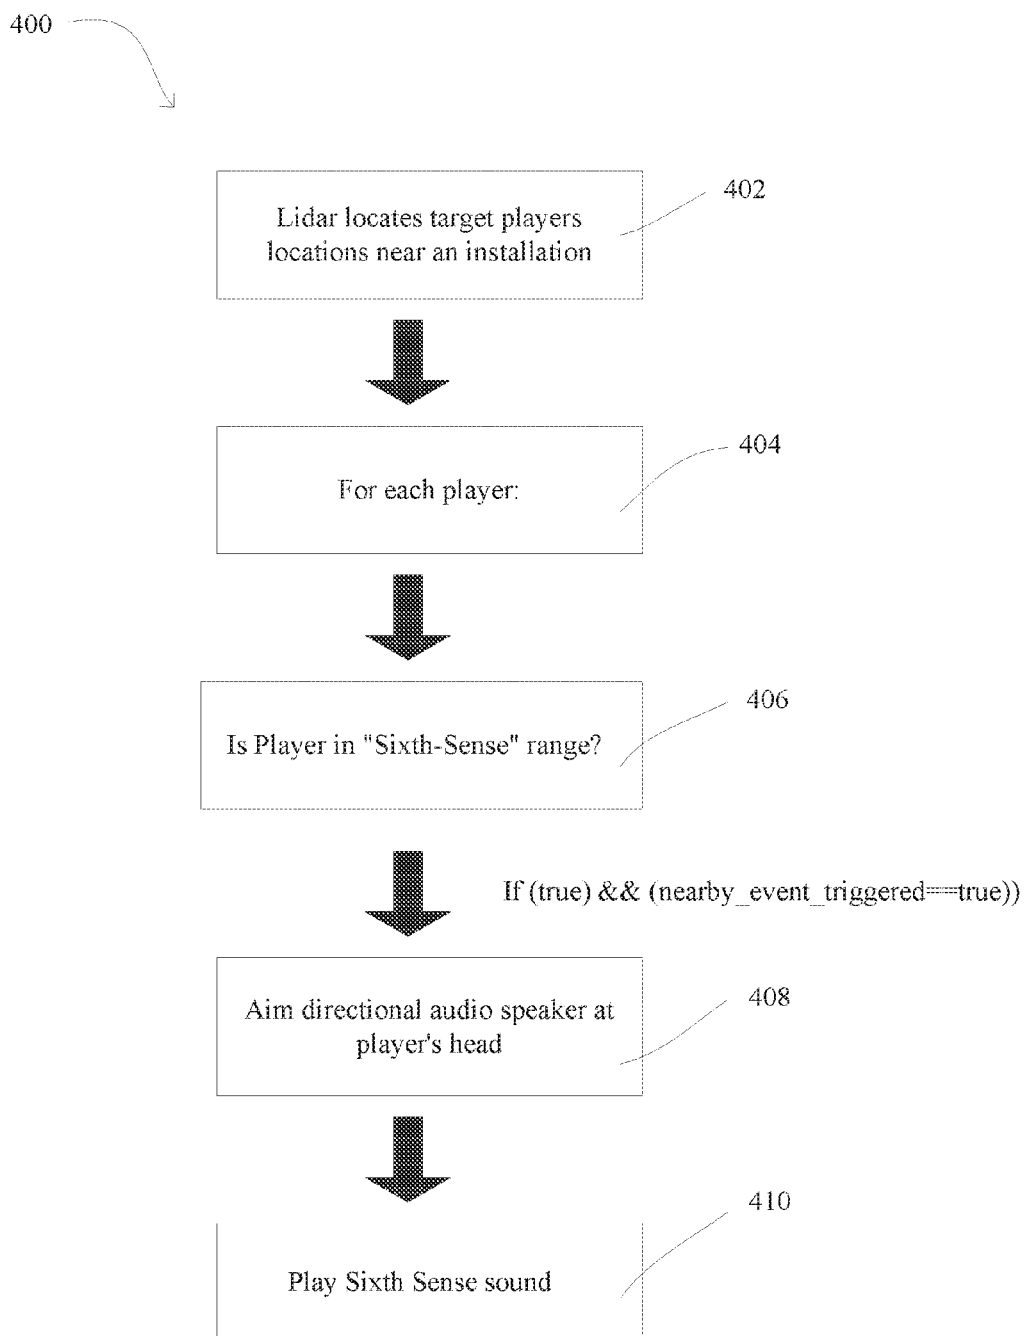 400
Lidar locates target players
locations near an installation
402
For each player:
404
Is Player in "Sixth-Sense" range?
406
If (true) && (nearby_event_triggered==true))
Aim directional audio speaker at
player's head
408
Play Sixth Sense sound
410